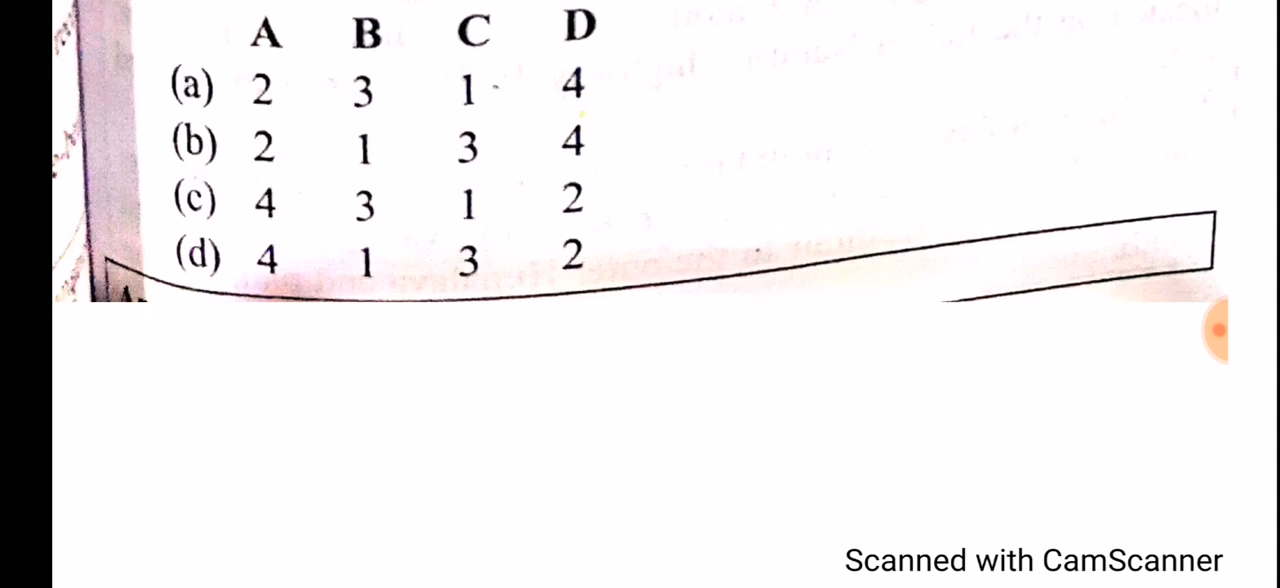 A B C D
(a) 2 3 1 4
(b) 2 1 3 4
(c) 4 3 1 2
(d) 4 1 3 2
Scanned with CamScanner